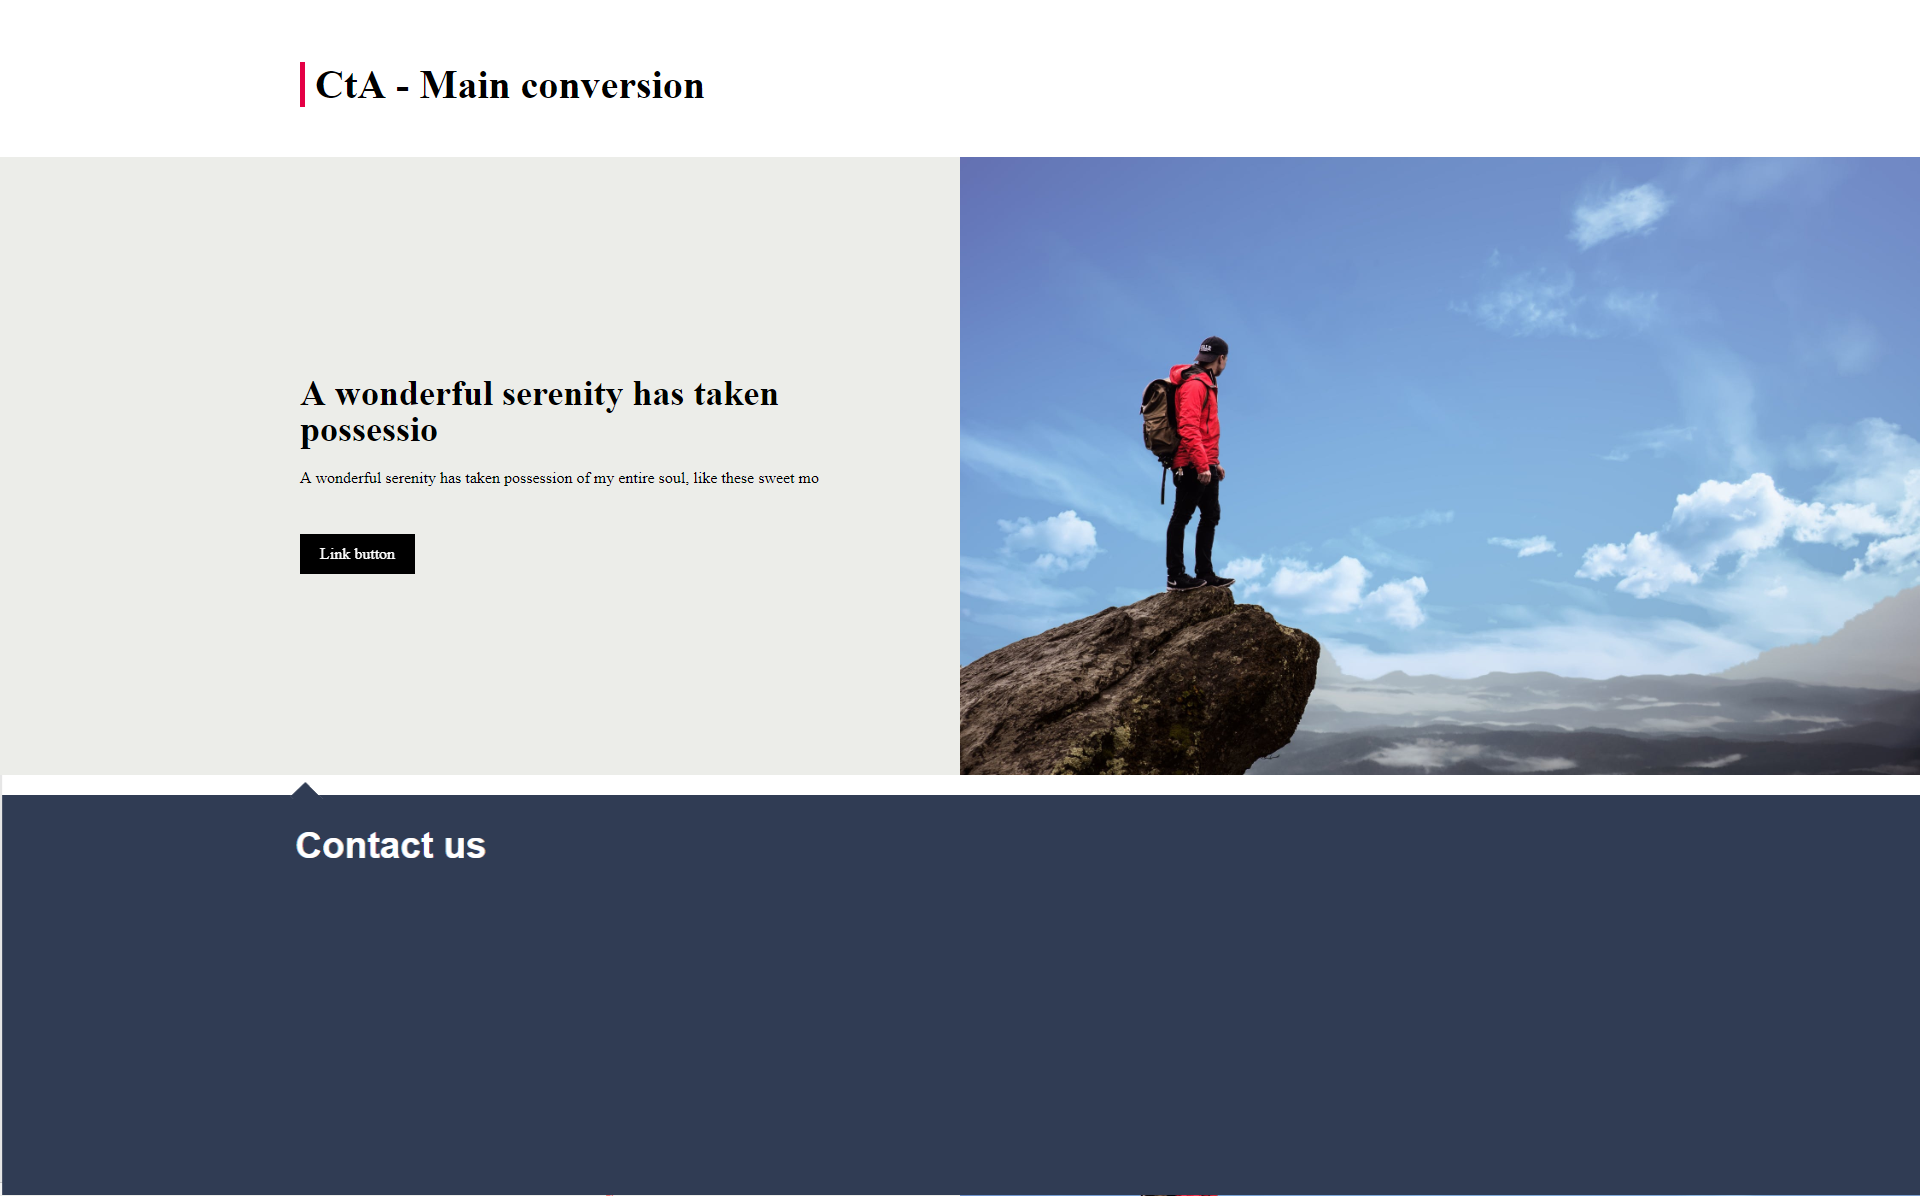 CtA - Main conversion
A wonderful serenity has taken
possessio
A wonderful serenity has taken possession of my entire soul, like these sweet mo
Link button
Contact us